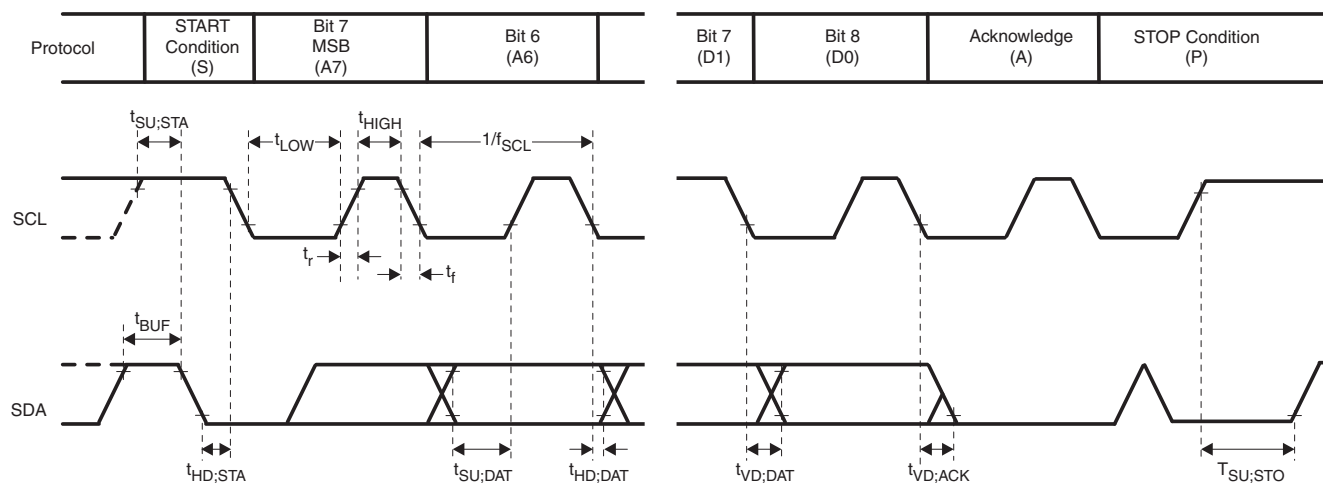 Protocol
START
Condition
(S)
Bit 7
MSB
(A7)
Bit 6
(A6)
Bit 7
(D1)
Bit 8
(D0)
Acknowledge
(A)
STOP Condition
(P)
tSU;STA
tLOW
tHIGH
1/fSCL
SCL
tr
tf
tBUF
SDA
tHD;STA
tSU;DAT
tHD;DAT
tVD;DAT
tVD;ACK
TSU;STO